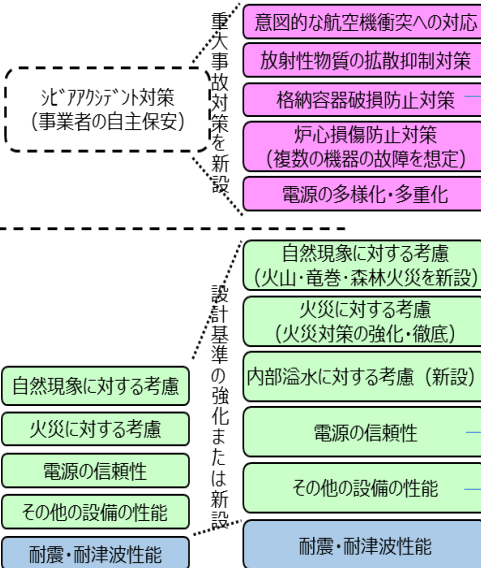 シビアアクシデント対策
(事業者の自主保安)
重大事故対策を新設
意図的な航空機衝突への対応
放射性物質の拡散抑制対策
格納容器破損防止対策
炉心損傷防止対策
(複数の機器の故障を想定)
電源の多様化・多重化
自然現象に対する考慮
火災に対する考慮
電源の信頼性
その他の設備の性能
耐震・耐津波性能
設計基準の強化または新設
自然現象に対する考慮
(火山・竜巻・森林火災を新設)
火災に対する考慮
(火災対策の強化・徹底)
内部溢水に対する考慮(新設)
電源の信頼性
その他の設備の性能
耐震・耐津波性能